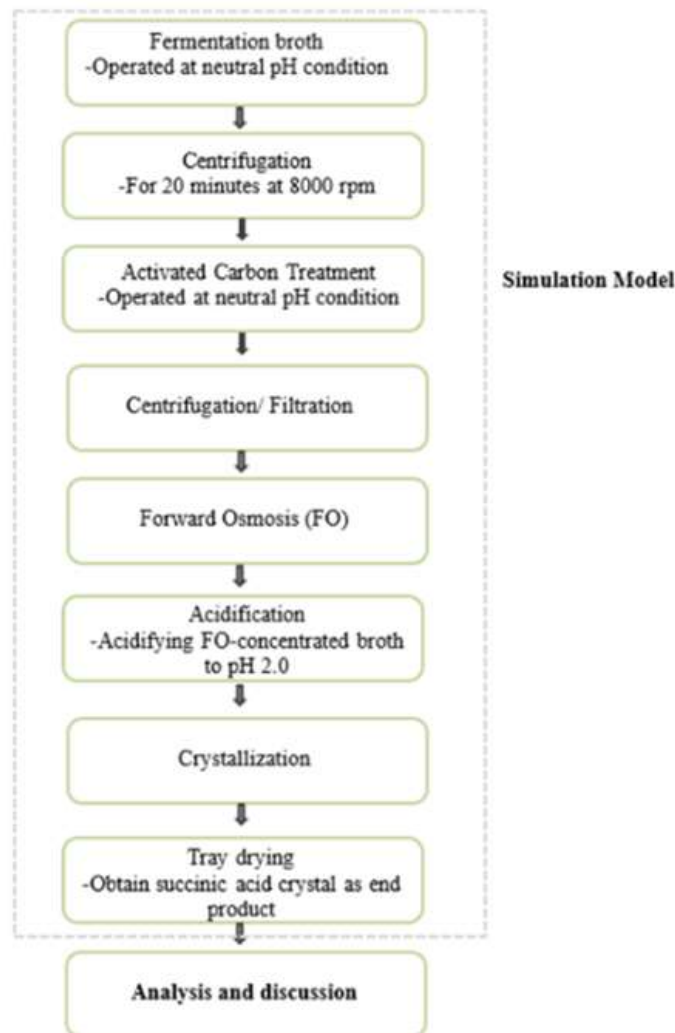 Fermentation broth
-Operated at neutral pH condition
Centrifugation
-For 20 minutes at 8000 rpm
Activated Carbon Treatment
-Operated at neutral pH condition
Simulation Model
Centrifugation/ Filtration
Forward Osmosis (FO)
Acidification
-Acidifying FO-concentrated broth
to pH 2.0
Crystallization
Tray drying
-Obtain succinic acid crystal as end
product
Analysis and discussion